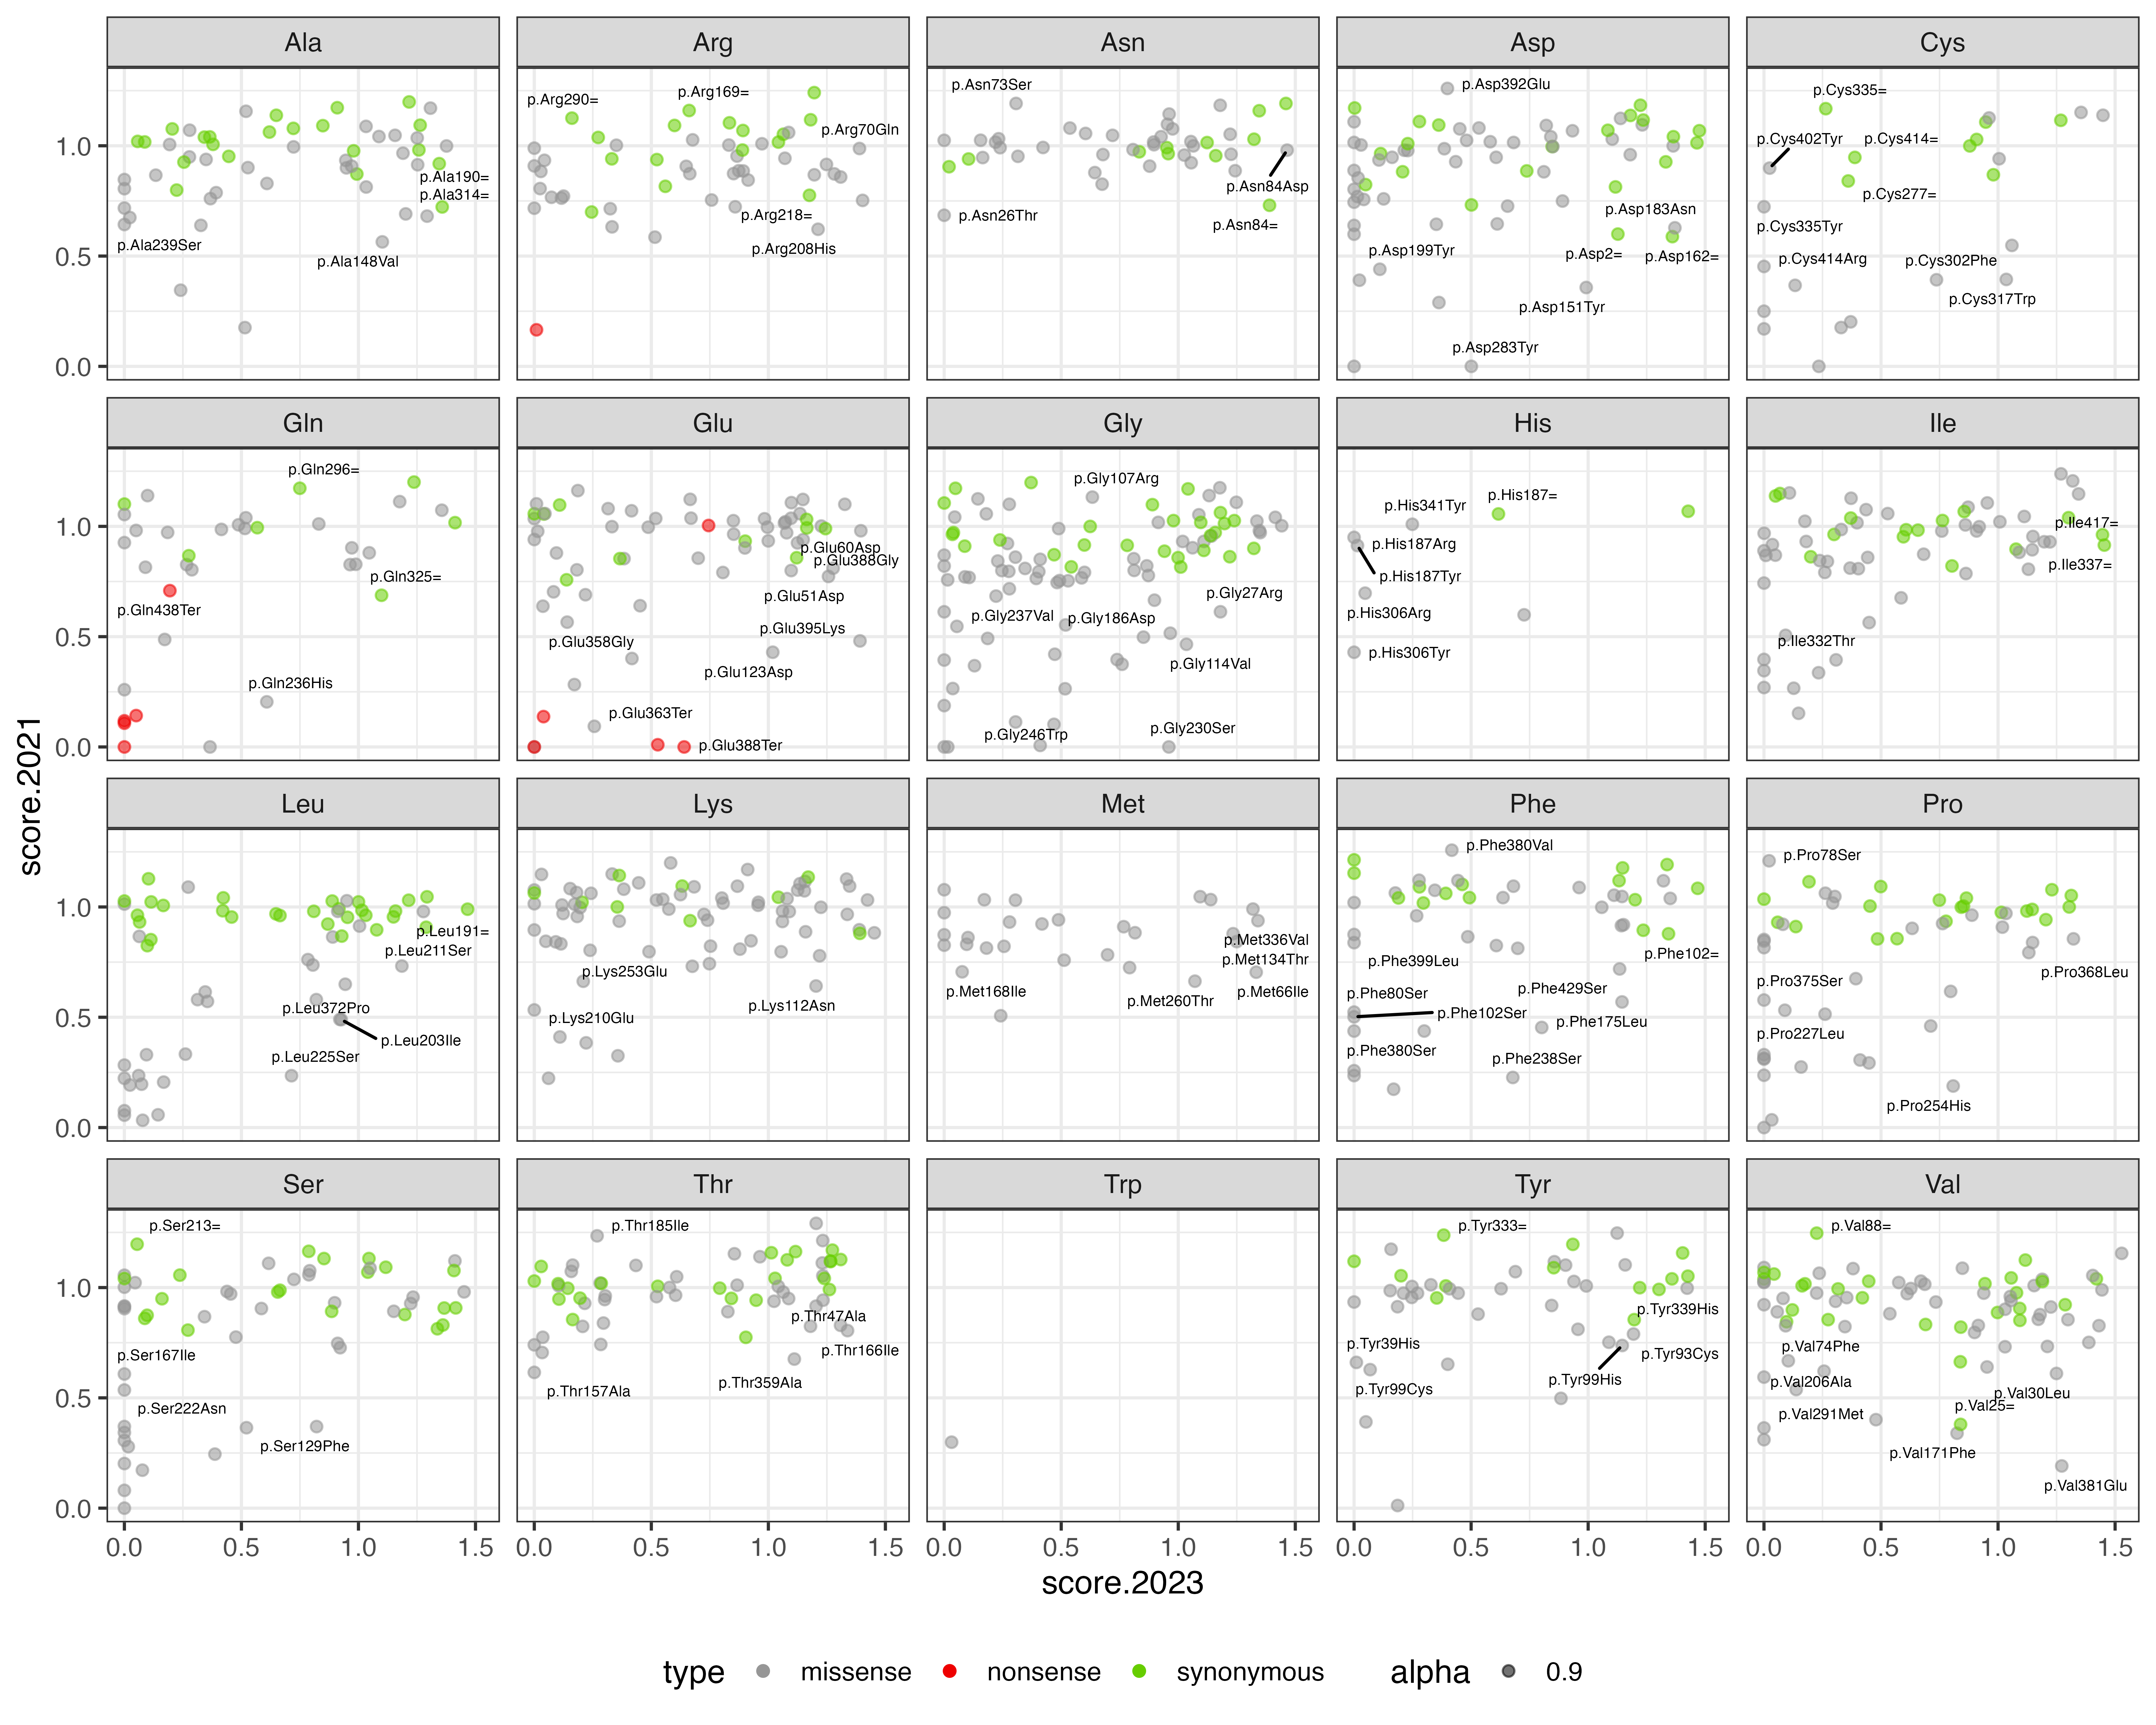 Ala
Arg
Asn
Asp
Cys
p.Ala190=
p.Ala314=
p.Ala239Ser
p.Ala148Val
p.Arg290=
p.Arg169=
p.Arg70Gln
p.Arg218=
p.Arg208His
p.Asn73Ser
p.Asn84Asp
p.Asn26Thr
p.Asn84=
p.Asp392Glu
p.Asp183Asn
p.Asp199Tyr
p.Asp2=
p.Asp162=
p.Asp151Tyr
p.Asp283Tyr
p.Cys335=
p.Cys402Tyr
p.Cys414=
p.Cys277=
p.Cys335Tyr
p.Cys414Arg
p.Cys302Phe
p.Cys317Trp
1.0
0.5
0.0
Gln
Glu
Gly
His
Ile
p.Gln296=
p.Gln325=
p.Gln438Ter
p.Gln236His
p.Glu60Asp
p.Glu388Gly
p.Glu51Asp
p.Glu395Lys
p.Glu358Gly
p.Glu123Asp
p.Glu363Ter
p.Glu388Ter
p.Gly107Arg
p.Gly27Arg
p.Gly237Val
p.Gly186Asp
p.Gly114Val
p.Gly246Trp
p.Gly230Ser
p.His341Tyr
p.His187=
p.His187Arg
p.His187Tyr
p.His306Arg
p.His306Tyr
p.Ile417=
p.Ile337=
p.Ile332Thr
1.0
0.5
0.0
Leu
Lys
Met
Phe
Pro
p.Leu191=
p.Leu211Ser
p.Leu372Pro
p.Leu203Ile
p.Leu225Ser
p.Lys253Glu
p.Lys112Asn
p.Lys210Glu
p.Met336Val
p.Met134Thr
p.Met168Ile
p.Met260Thr
p.Met66Ile
p.Phe380Val
p.Phe399Leu
p.Phe102=
p.Phe80Ser
p.Phe429Ser
p.Phe102Ser
p.Phe175Leu
p.Phe380Ser
p.Phe238Ser
p.Pro78Ser
p.Pro375Ser
p.Pro368Leu
p.Pro227Leu
p.Pro254His
1.0
0.5
0.0
Ser
Thr
Trp
Tyr
Val
p.Ser213=
p.Ser167Ile
p.Ser222Asn
p.Ser129Phe
p.Thr185Ile
p.Thr47Ala
p.Thr166Ile
p.Thr157Ala
p.Thr359Ala
p.Tyr333=
p.Tyr339His
p.Tyr39His
p.Tyr93Cys
p.Tyr99Cys
p.Tyr99His
p.Val88=
p.Val74Phe
p.Val206Ala
p.Val30Leu
p.Val25=
p.Val291Met
p.Val171Phe
p.Val381Glu
1.0
0.5
0.0
0.0 0.5 1.0 1.5
0.0 0.5 1.0 1.5
0.0 0.5 1.0 1.5
0.0 0.5 1.0 1.5
0.0 0.5 1.0 1.5
score.2021
score.2023
type missense nonsense synonymous alpha 0.9